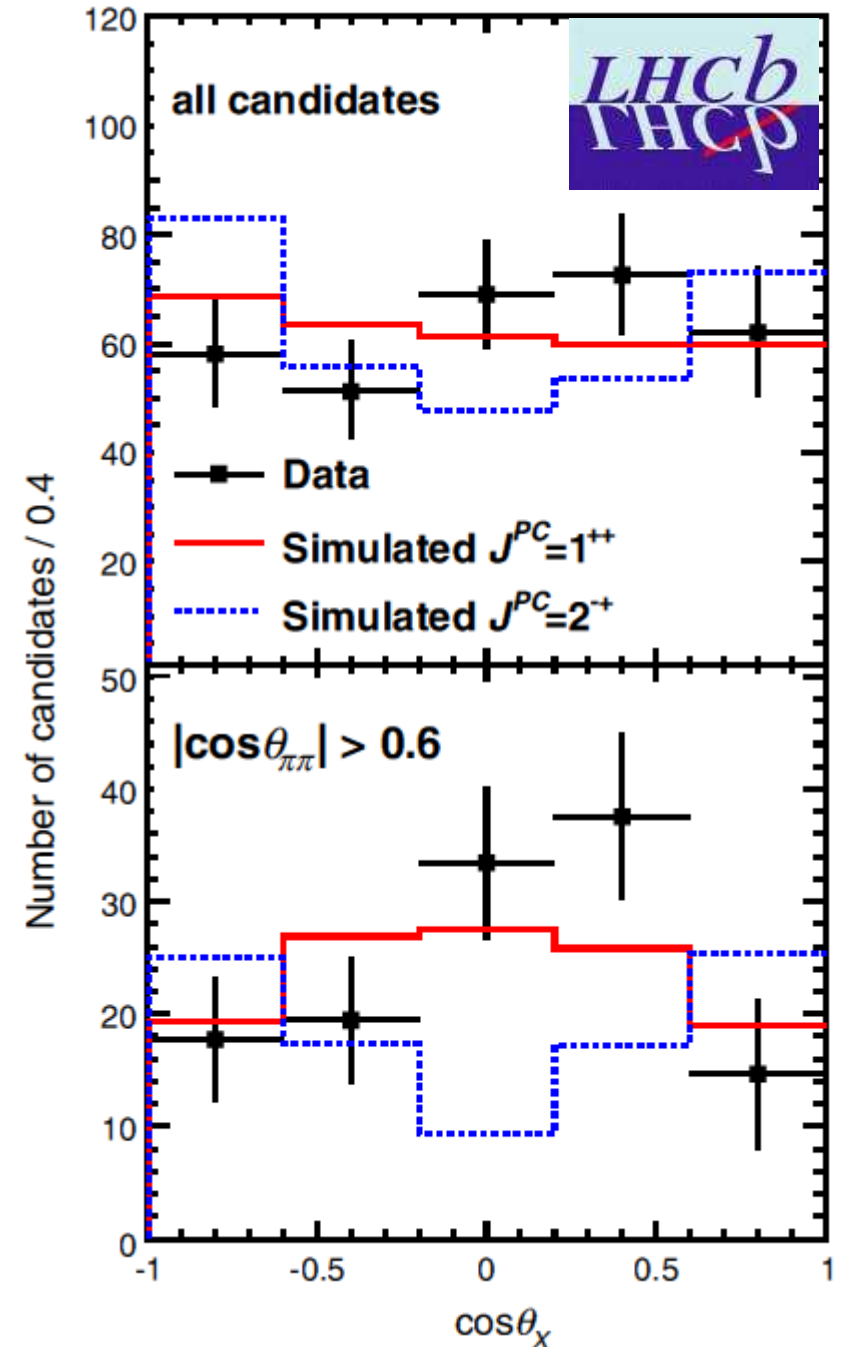 120
100
80
60
40
20
all candidates
LHCb
LHCb
Data
Simulated J^PC=1^++
Simulated J^PC=2^-+
Number of candidates / 0.4
50
40
30
20
10
0
|cosθ_ππ| > 0.6
-1 -0.5 0 0.5 1
cosθ_X